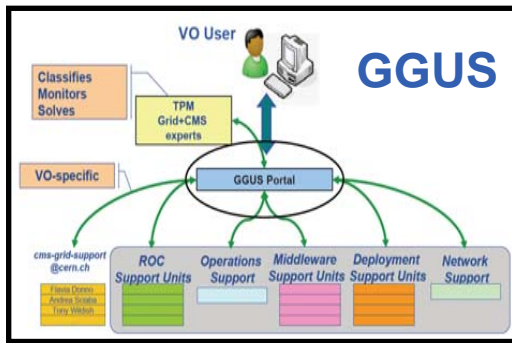 VO User
GGUS
Classifies
Monitors
Solves
TPM
Grid+CMS
experts
VO-specific
GGUS Portal
cms-grid-support
@cern.ch
Flavia Donno
Andrea Sciaba
Tony Wildish
ROC
Support Units
Operations
Support
Middleware
Support Units
Deployment
Support Units
Network
Support